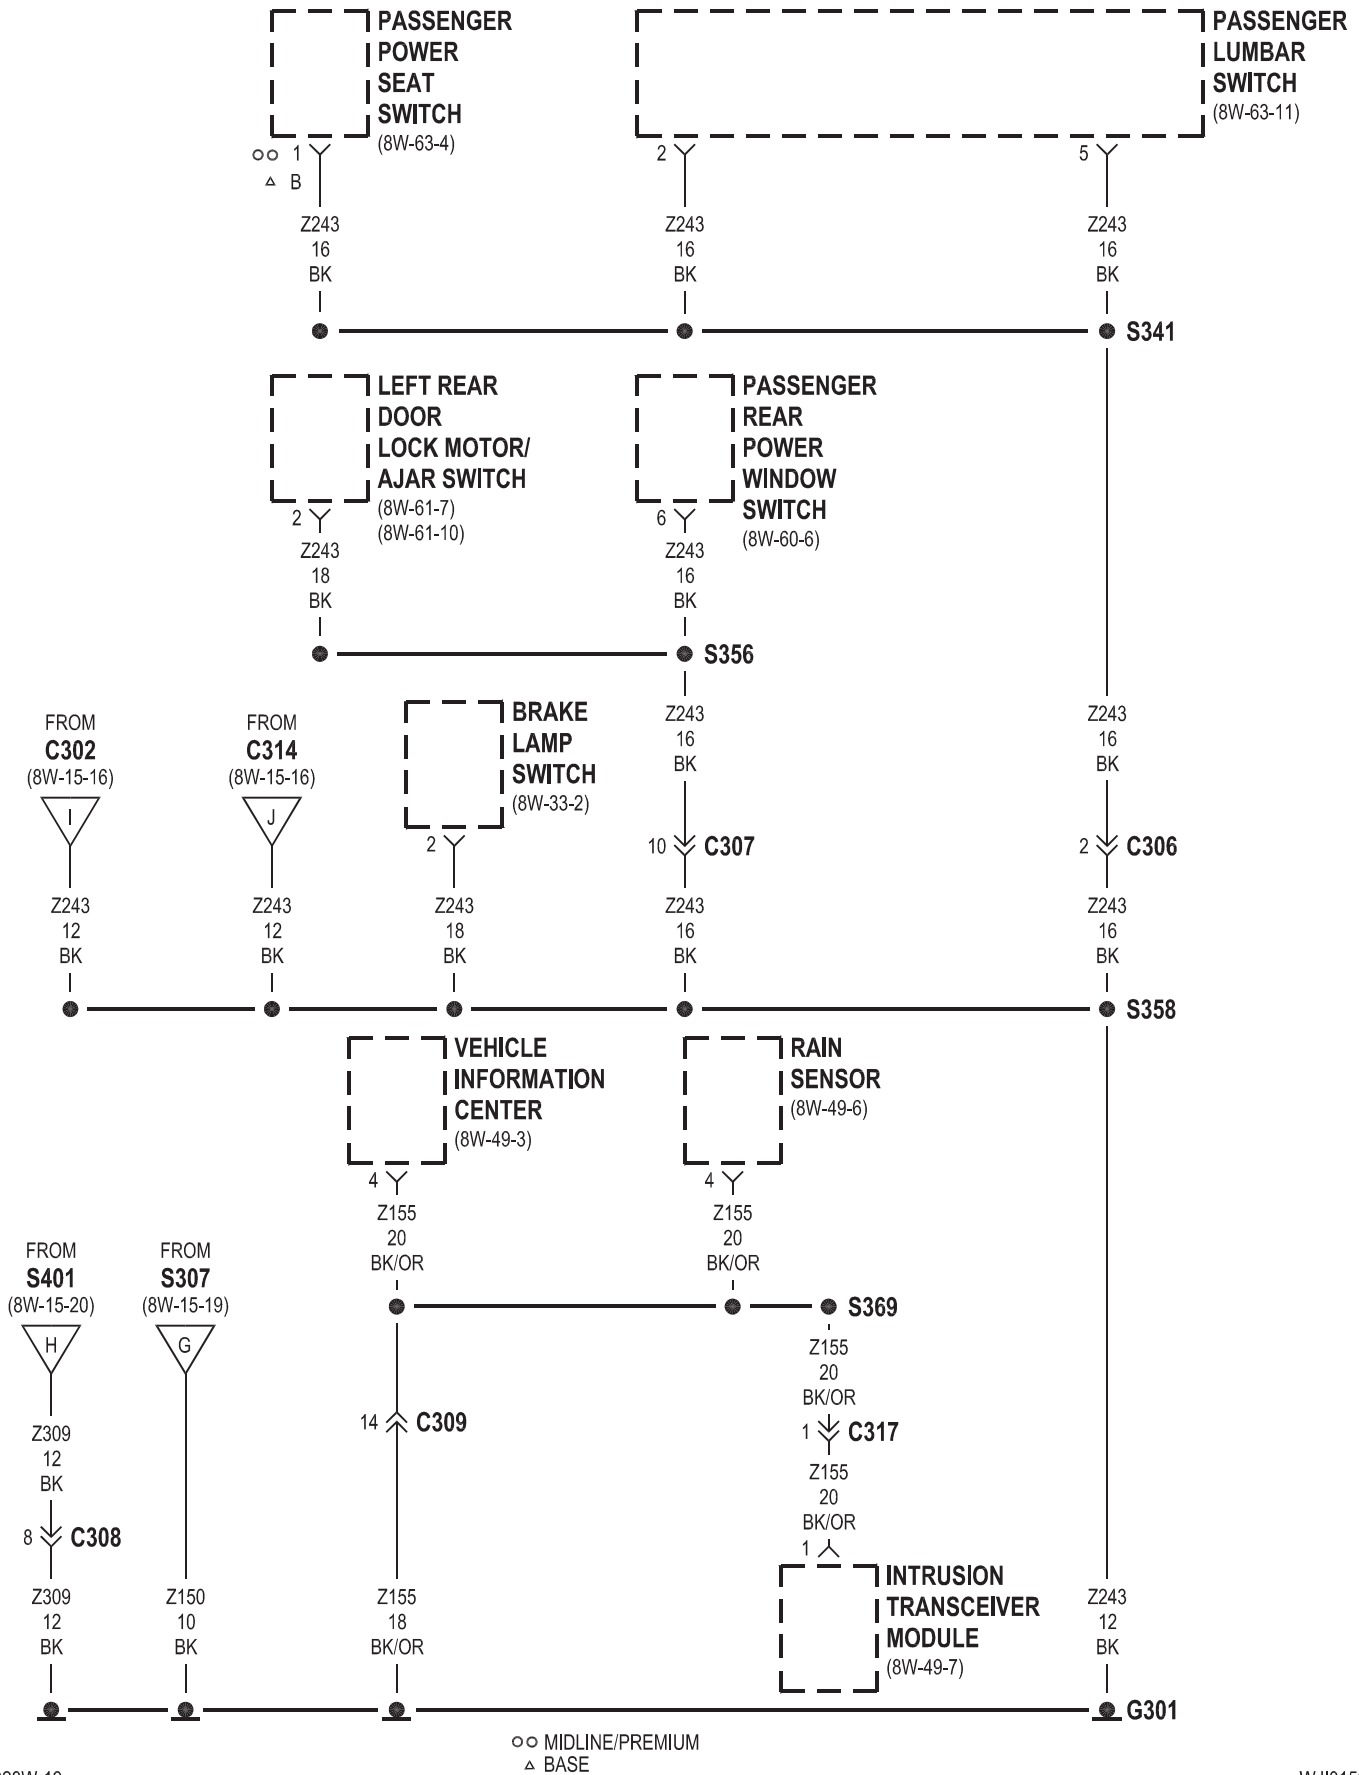 PASSENGER
POWER
SEAT
SWITCH
(8W-63-4)
PASSENGER
LUMBAR
SWITCH
(8W-63-11)
1
B
2
5
Z243
16
BK
Z243
16
BK
Z243
16
BK
S341
LEFT REAR
DOOR
LOCK MOTOR/
AJAR SWITCH
(8W-61-7)
(8W-61-10)
PASSENGER
REAR
POWER
WINDOW
SWITCH
(8W-60-6)
2
6
Z243
18
BK
Z243
16
BK
S356
FROM
C302
(8W-15-16)
I
FROM
C314
(8W-15-16)
J
BRAKE
LAMP
SWITCH
(8W-33-2)
2
Z243
16
BK
Z243
16
BK
10 C307
2 C306
Z243
12
BK
Z243
12
BK
Z243
18
BK
Z243
16
BK
Z243
16
BK
S358
VEHICLE
INFORMATION
CENTER
(8W-49-3)
RAIN
SENSOR
(8W-49-6)
4
4
Z155
20
BK/OR
Z155
20
BK/OR
FROM
S401
(8W-15-20)
H
FROM
S307
(8W-15-19)
G
S369
Z155
20
BK/OR
14 C309
1 C317
Z309
12
BK
Z155
20
BK/OR
8 C308
1
INTRUSION
TRANSCEIVER
MODULE
(8W-49-7)
Z309
12
BK
Z150
10
BK
Z155
18
BK/OR
Z243
12
BK
G301
MIDLINE/PREMIUM
BASE